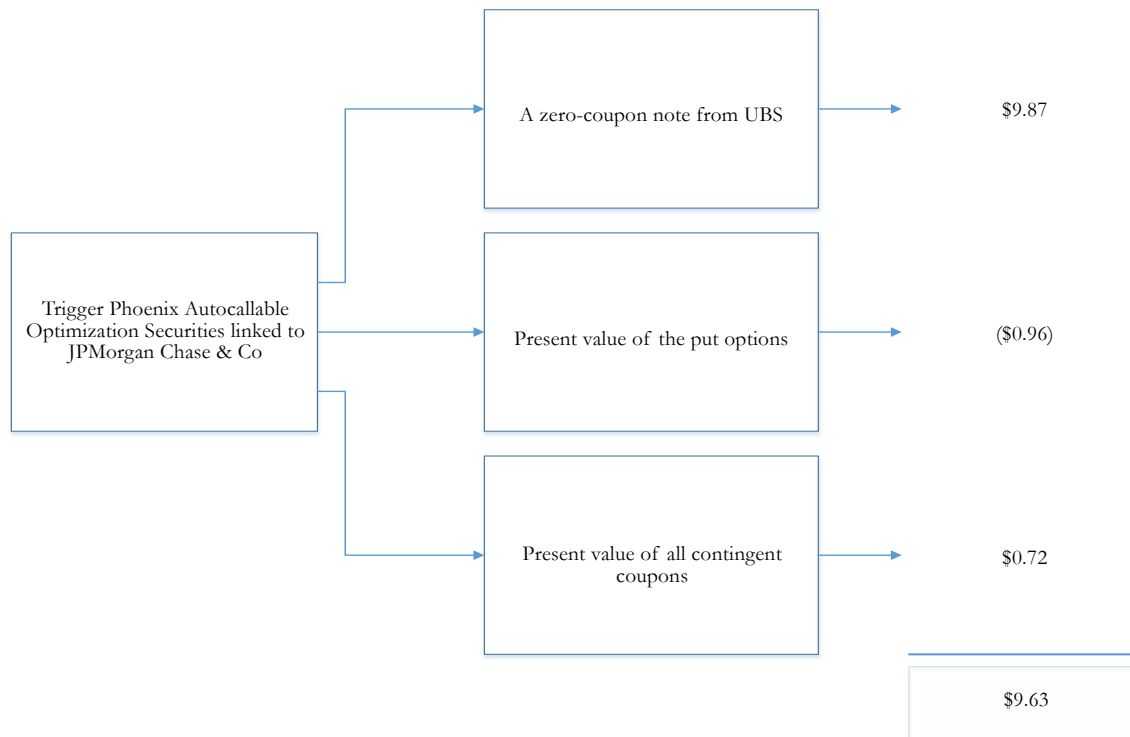 A zero-coupon note from UBS
$9.87
Trigger Phoenix Autocallable
Optimization Securities linked to
JPMorgan Chase & Co
Present value of the put options
($0.96)
Present value of all contingent
coupons
$0.72
$9.63